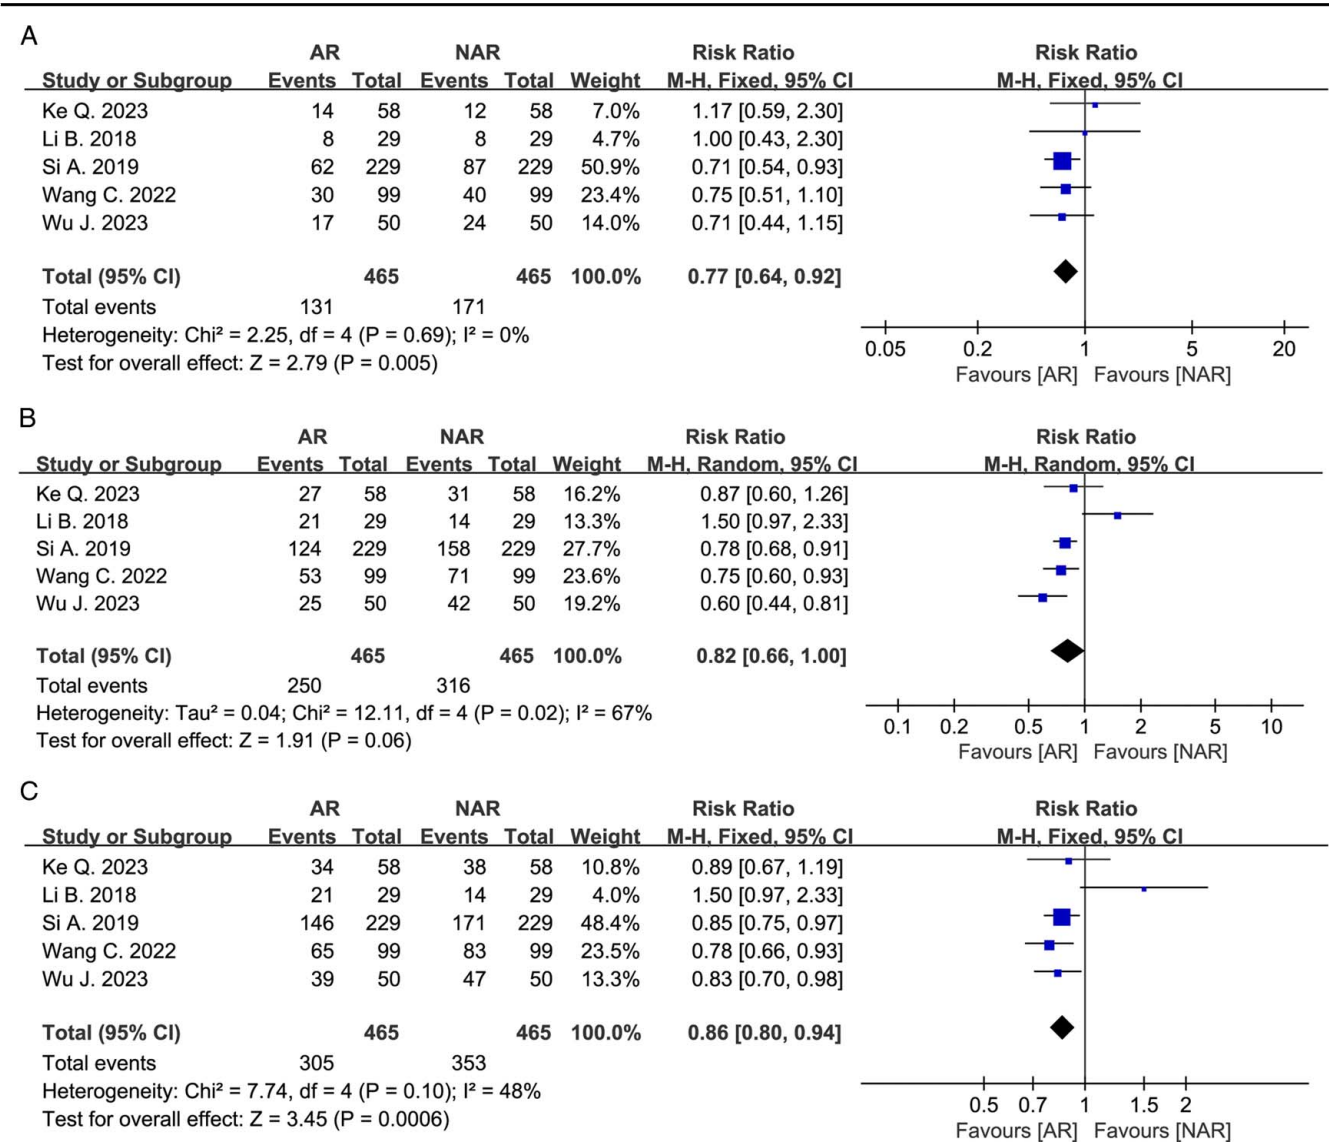 A
AR NAR Risk Ratio Risk Ratio
Study or Subgroup Events Total Events Total Weight M-H, Fixed, 95% CI M-H, Fixed, 95% CI
Ke Q. 2023 14 58 12 58 7.0% 1.17 [0.59, 2.30]
Li B. 2018 8 29 8 29 4.7% 1.00 [0.43, 2.30]
Si A. 2019 62 229 87 229 50.9% 0.71 [0.54, 0.93]
Wang C. 2022 30 99 40 99 23.4% 0.75 [0.51, 1.10]
Wu J. 2023 17 50 24 50 14.0% 0.71 [0.44, 1.15]
Total (95% CI) 465 465 100.0% 0.77 [0.64, 0.92]
Total events 131 171
Heterogeneity: Chi² = 2.25, df = 4 (P = 0.69); I² = 0%
Test for overall effect: Z = 2.79 (P = 0.005)
0.05 0.2 1 5 20
Favours [AR] Favours [NAR]
B
AR NAR Risk Ratio Risk Ratio
Study or Subgroup Events Total Events Total Weight M-H, Random, 95% CI M-H, Random, 95% CI
Ke Q. 2023 27 58 31 58 16.2% 0.87 [0.60, 1.26]
Li B. 2018 21 29 14 29 13.3% 1.50 [0.97, 2.33]
Si A. 2019 124 229 158 229 27.7% 0.78 [0.68, 0.91]
Wang C. 2022 53 99 71 99 23.6% 0.75 [0.60, 0.93]
Wu J. 2023 25 50 42 50 19.2% 0.60 [0.44, 0.81]
Total (95% CI) 465 465 100.0% 0.82 [0.66, 1.00]
Total events 250 316
Heterogeneity: Tau² = 0.04; Chi² = 12.11, df = 4 (P = 0.02); I² = 67%
Test for overall effect: Z = 1.91 (P = 0.06)
0.1 0.2 0.5 1 2 5 10
Favours [AR] Favours [NAR]
C
AR NAR Risk Ratio Risk Ratio
Study or Subgroup Events Total Events Total Weight M-H, Fixed, 95% CI M-H, Fixed, 95% CI
Ke Q. 2023 34 58 38 58 10.8% 0.89 [0.67, 1.19]
Li B. 2018 21 29 14 29 4.0% 1.50 [0.97, 2.33]
Si A. 2019 146 229 171 229 48.4% 0.85 [0.75, 0.97]
Wang C. 2022 65 99 83 99 23.5% 0.78 [0.66, 0.93]
Wu J. 2023 39 50 47 50 13.3% 0.83 [0.70, 0.98]
Total (95% CI) 465 465 100.0% 0.86 [0.80, 0.94]
Total events 305 353
Heterogeneity: Chi² = 7.74, df = 4 (P = 0.10); I² = 48%
Test for overall effect: Z = 3.45 (P = 0.0006)
0.5 0.7 1 1.5 2
Favours [AR] Favours [NAR]